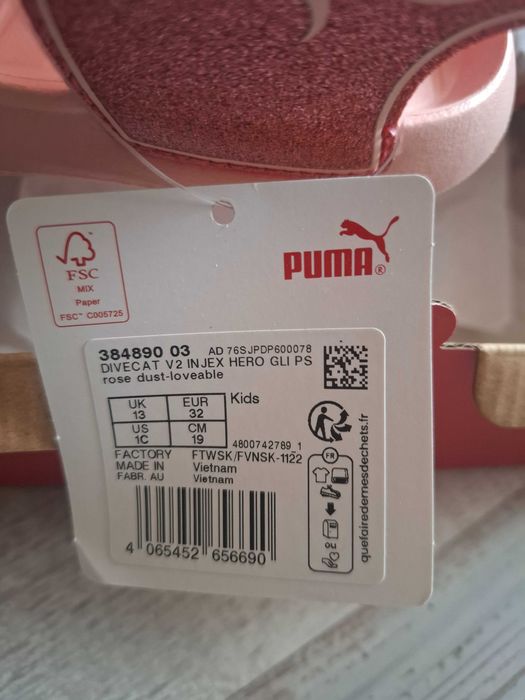 FSC
MIX
Paper
FSC™ C005725
PUMA®
384890 03 AD 76SJPDP600078
DIVECAT V2 INJEX HERO GLI PS
rose dust-loveable
UK 13 EUR 32 Kids
US 1C CM 19
4800742789 1
FACTORY FTWSK/FVNSK-1122
MADE IN Vietnam
FABR. AU Vietnam
4 065452 656690
FR
OU
quefairedemesdechets.fr